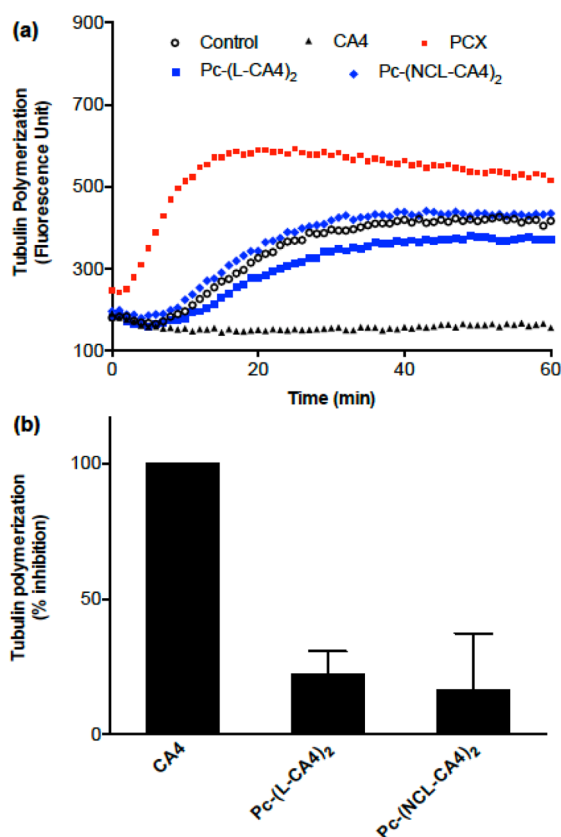 (a)
Control CA4 PCX
Pc-(L-CA4)₂ Pc-(NCL-CA4)₂
Tubulin Polymerization
(Fluorescence Unit)
900
700
500
300
100
0 20 40 60
Time (min)
(b)
Tubulin polymerization
(% inhibition)
100
50
0
CA4
Pc-(L-CA4)₂
Pc-(NCL-CA4)₂